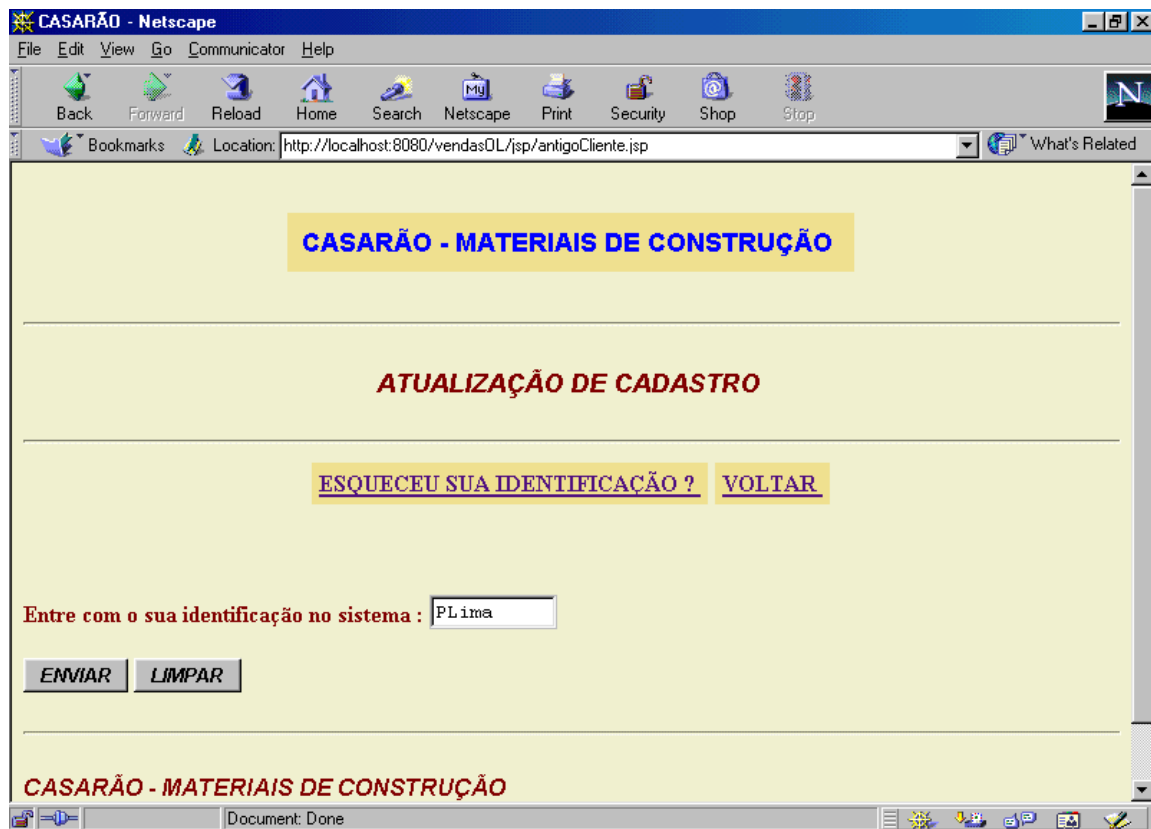 CASARÃO - Netscape
File Edit View Go Communicator Help
Back Forward Reload Home Search Netscape Print Security Shop Stop
My
N
Bookmarks Location: http://localhost:8080/vendasOL/jsp/antigoCliente.jsp What's Related
CASARÃO - MATERIAIS DE CONSTRUÇÃO
ATUALIZAÇÃO DE CADASTRO
ESQUECEU SUA IDENTIFICAÇÃO ? VOLTAR
Entre com o sua identificação no sistema : PLima
ENVIAR LIMPAR
CASARÃO - MATERIAIS DE CONSTRUÇÃO
Document: Done